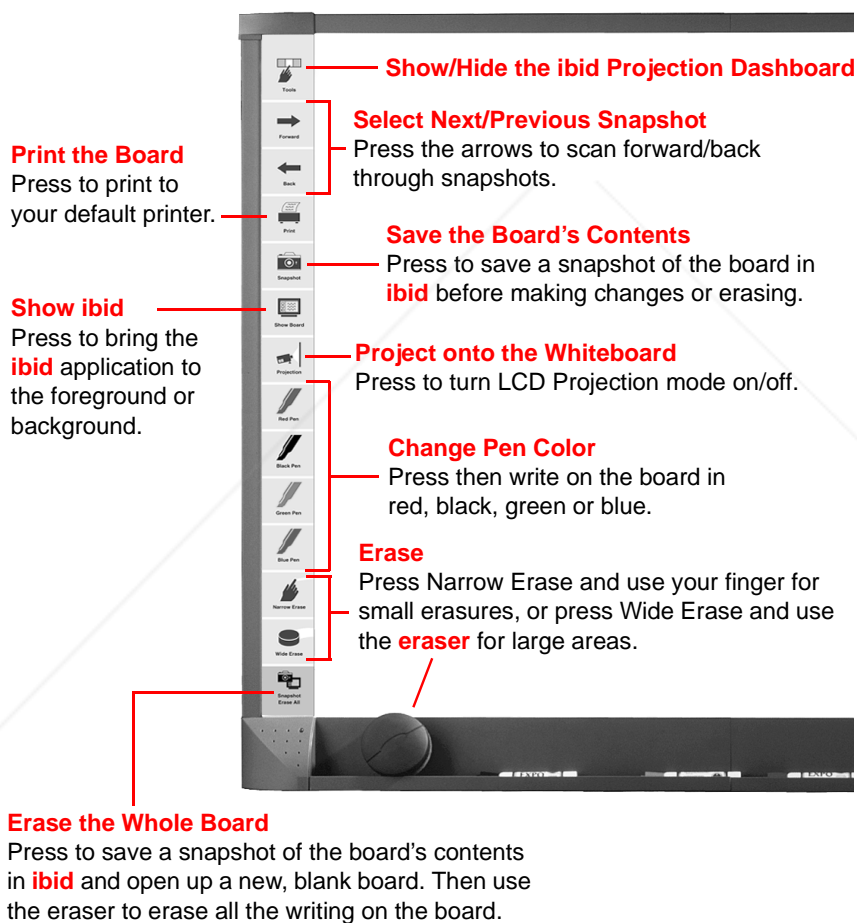 Show/Hide the ibid Projection Dashboard
Tools
Select Next/Previous Snapshot
Press the arrows to scan forward/back
through snapshots.
Forward
Back
Print the Board
Press to print to
your default printer.
Print
Save the Board's Contents
Press to save a snapshot of the board in
ibid before making changes or erasing.
Snapshot
Show ibid
Press to bring the
ibid application to
the foreground or
background.
Show Board
Project onto the Whiteboard
Press to turn LCD Projection mode on/off.
Projection
Red Pen
Black Pen
Green Pen
Blue Pen
Change Pen Color
Press then write on the board in
red, black, green or blue.
Erase
Press Narrow Erase and use your finger for
small erasures, or press Wide Erase and use
the eraser for large areas.
Narrow Erase
Wide Erase
Snapshot
Erase All
EXPO
EXPO
Erase the Whole Board
Press to save a snapshot of the board's contents
in ibid and open up a new, blank board. Then use
the eraser to erase all the writing on the board.